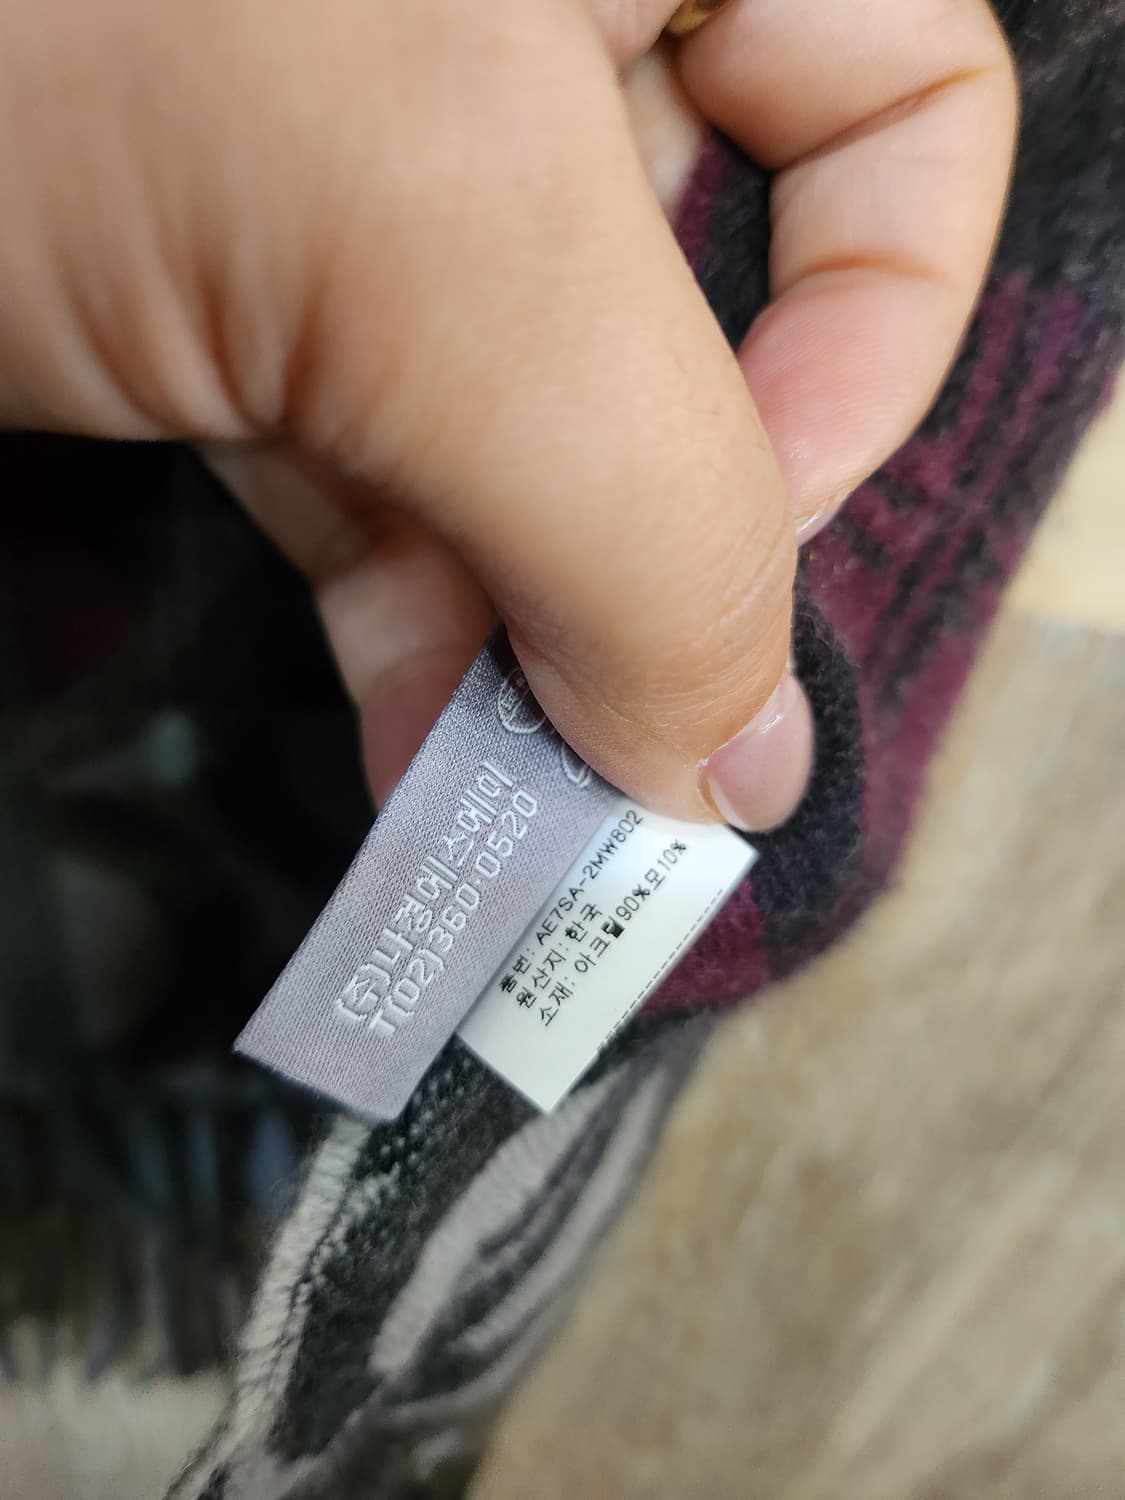 (주)나경에스에미
T(02)360-0520
품번: AE7SA-2MW802
원산지: 한국
소재: 아크릴90%모10%